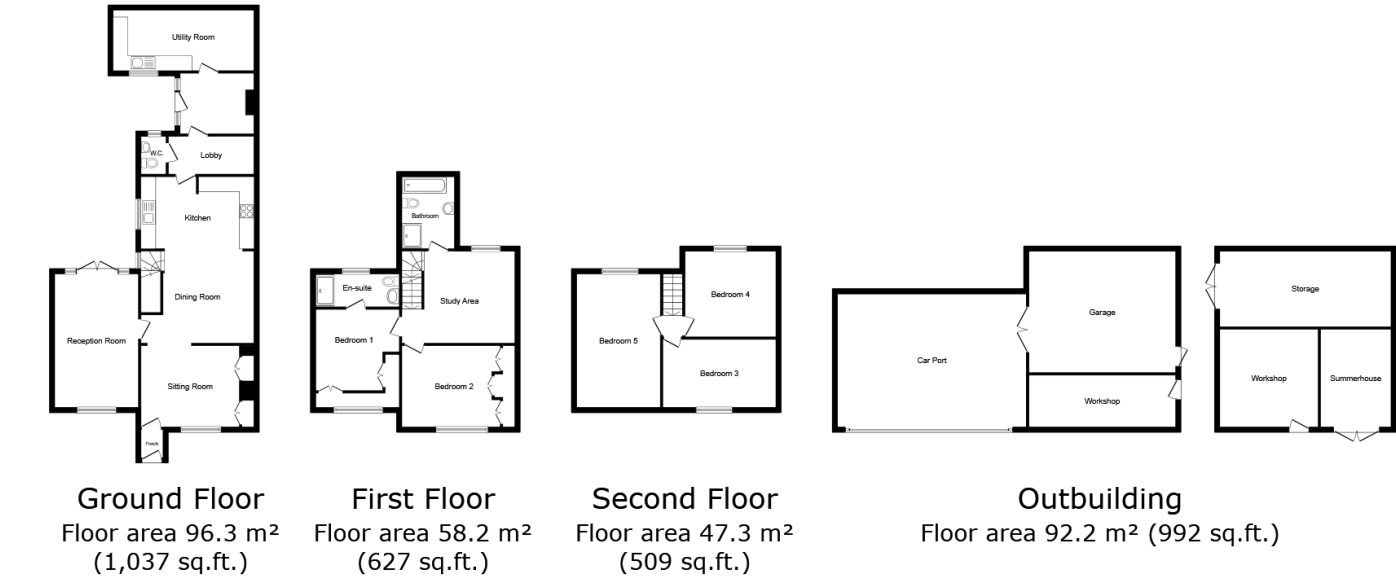 Utility Room
W.C.
Lobby
Kitchen
Dining Room
Reception Room
Sitting Room
Porch
Bathroom
En-suite
Study Area
Bedroom 1
Bedroom 2
Bedroom 4
Bedroom 5
Bedroom 3
Garage
Car Port
Workshop
Storage
Workshop
Summerhouse
Ground Floor
Floor area 96.3 m²
(1,037 sq.ft.)
First Floor
Floor area 58.2 m²
(627 sq.ft.)
Second Floor
Floor area 47.3 m²
(509 sq.ft.)
Outbuilding
Floor area 92.2 m² (992 sq.ft.)